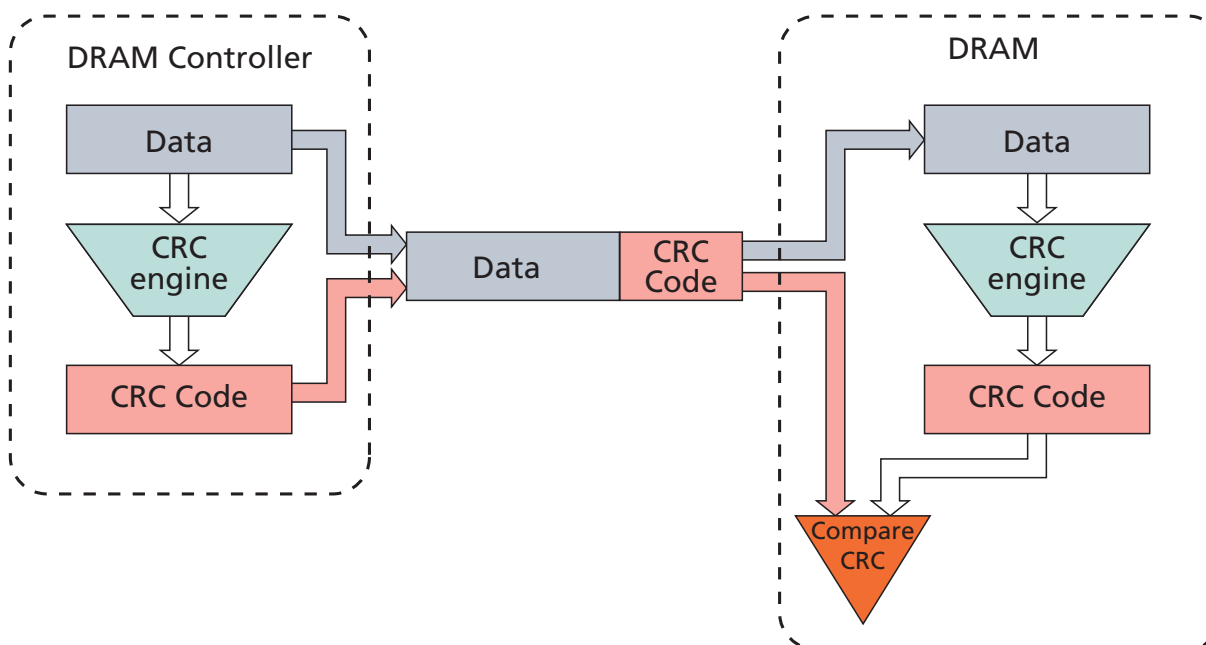 DRAM Controller
Data
CRC
engine
CRC Code
Data
CRC
Code
DRAM
Data
CRC
engine
CRC Code
Compare
CRC